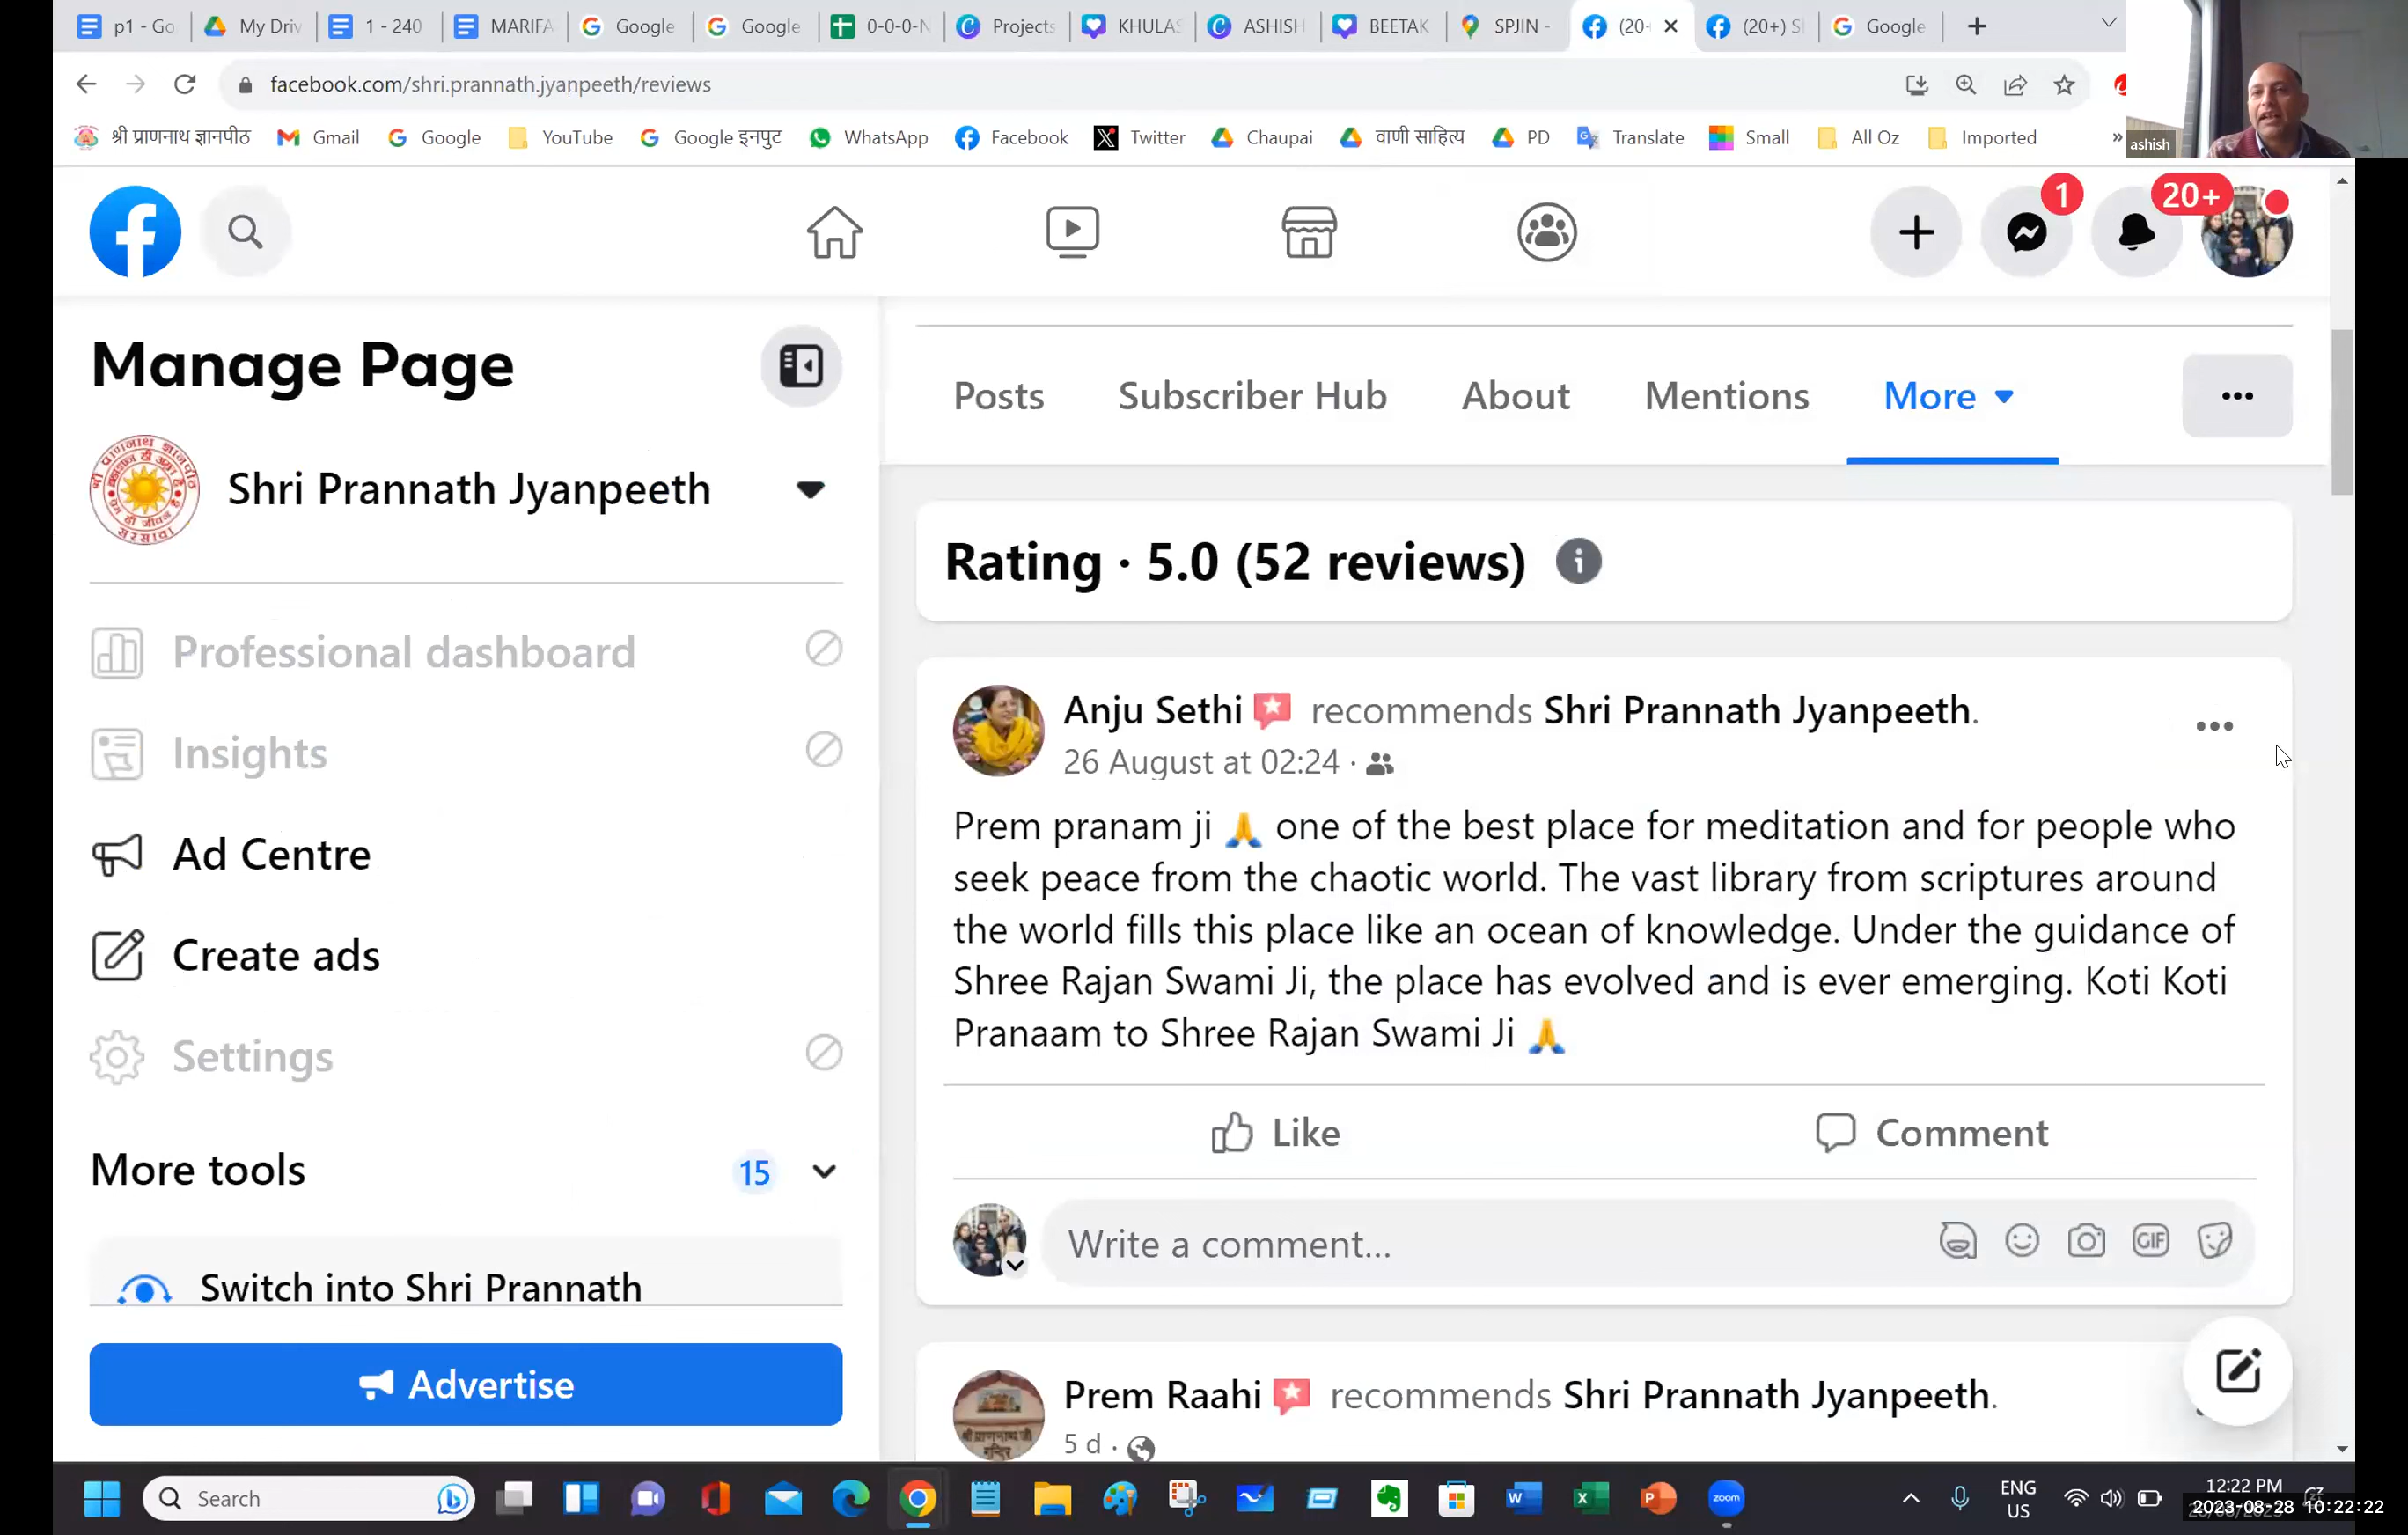 p1 - Go
My Driv
1 - 240
MARIFA
Google
Google
0-0-0-N
Projects
KHULAS
ASHISH
BEETAK
SPJIN -
(20-
(20+) S
Google
facebook.com/shri.prannath.jyanpeeth/reviews
श्री प्राणनाथ ज्ञानपीठ
Gmail
Google
YouTube
Google इनपुट
WhatsApp
Facebook
Twitter
Chaupai
वाणी साहित्य
PD
Translate
Small
All Oz
Imported
»
ashish
1
20+
Manage Page
Shri Prannath Jyanpeeth
Professional dashboard
Insights
Ad Centre
Create ads
Settings
More tools 15
Switch into Shri Prannath
Advertise
Posts
Subscriber Hub
About
Mentions
More
Rating · 5.0 (52 reviews)
Anju Sethi recommends Shri Prannath Jyanpeeth.
26 August at 02:24 ·
Prem pranam ji 🙏 one of the best place for meditation and for people who
seek peace from the chaotic world. The vast library from scriptures around
the world fills this place like an ocean of knowledge. Under the guidance of
Shree Rajan Swami Ji, the place has evolved and is ever emerging. Koti Koti
Pranaam to Shree Rajan Swami Ji 🙏
Like
Comment
Write a comment...
GIF
Prem Raahi recommends Shri Prannath Jyanpeeth.
5 d ·
Search
zoom
ENG
US
12:22 PM
2023-08-28 10:22:22